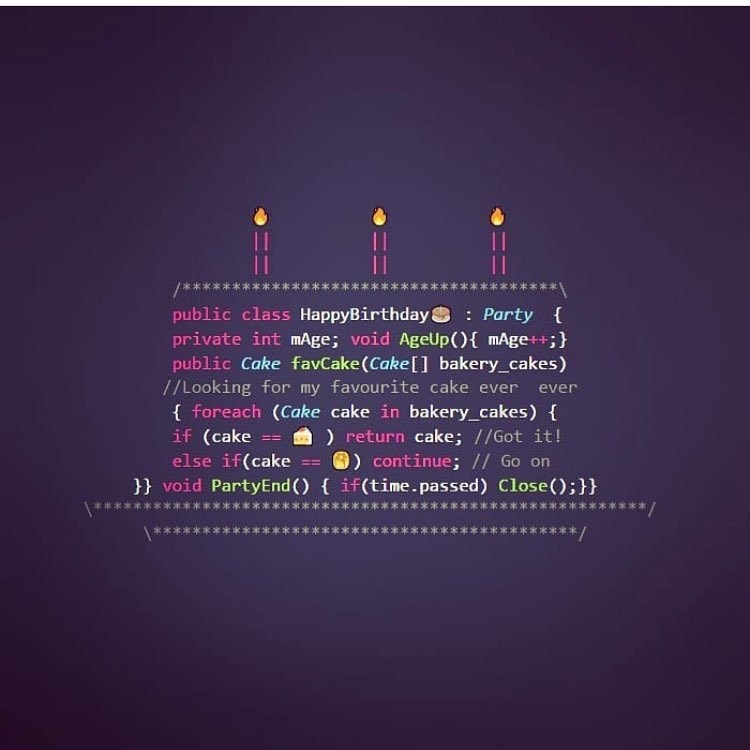 🔥 🔥 🔥
|| || ||
|| || ||
/**************************************\
public class HappyBirthday🎂 : Party {
private int mAge; void AgeUp(){ mAge++;}
public Cake favCake(Cake[] bakery_cakes)
//Looking for my favourite cake ever  ever
{ foreach (Cake cake in bakery_cakes) {
if (cake == 🍰 ) return cake; //Got it!
else if(cake == 🥞) continue; // Go on
}} void PartyEnd() { if(time.passed) Close();}}
\********************************************************/
\*******************************************/